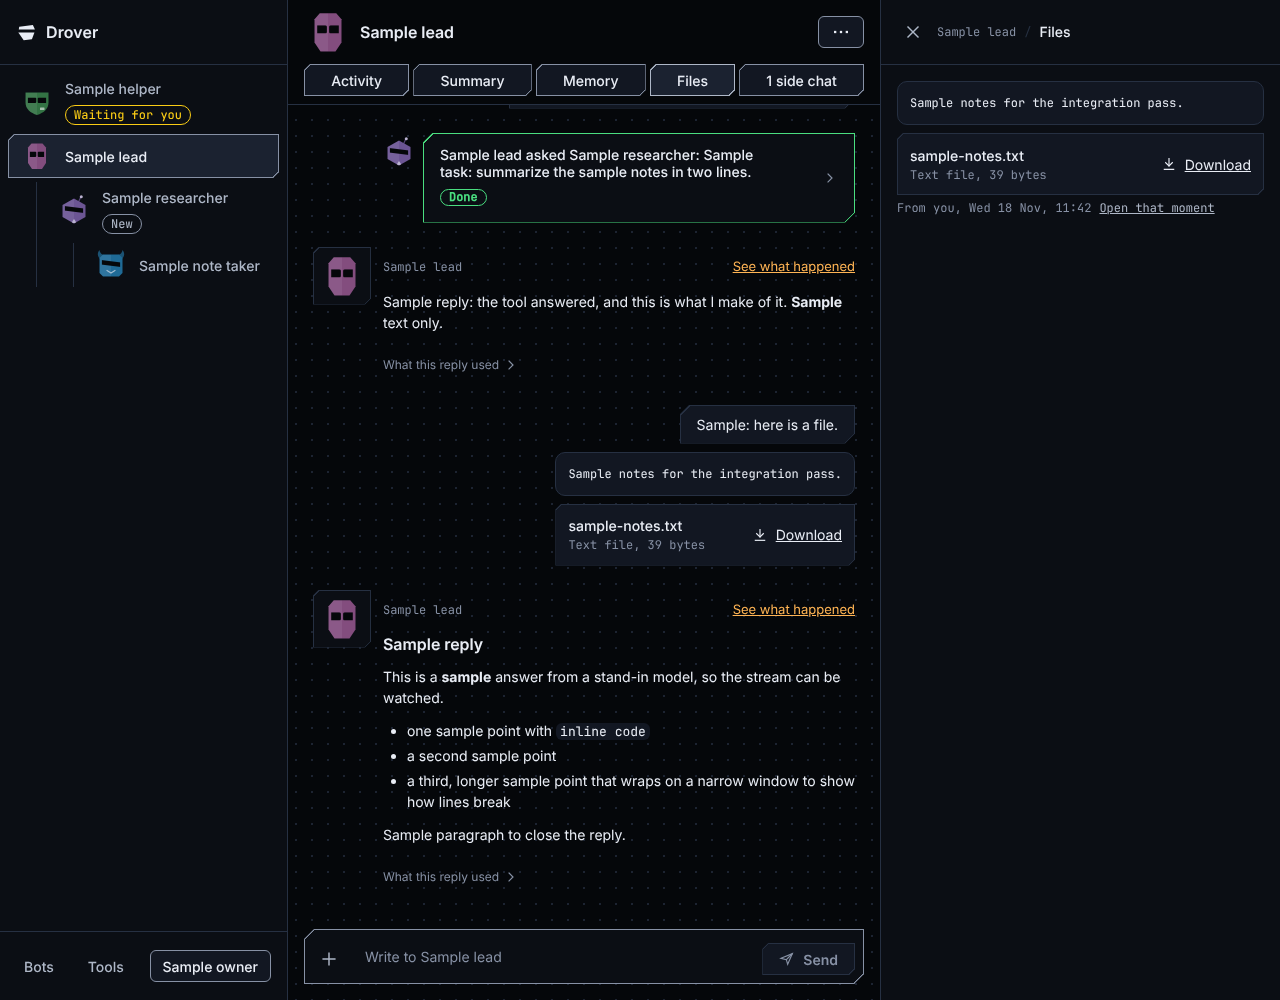 Drover
Sample helper
Waiting for you
Sample lead
Sample researcher
New
Sample note taker
Bots
Tools
Sample owner
Sample lead
...
Activity
Summary
Memory
Files
1 side chat
Sample lead asked Sample researcher: Sample
task: summarize the sample notes in two lines.
Done
Sample lead
See what happened
Sample reply: the tool answered, and this is what I make of it. Sample
text only.
What this reply used
Sample: here is a file.
Sample notes for the integration pass.
sample-notes.txt
Text file, 39 bytes
Download
Sample lead
See what happened
Sample reply
This is a sample answer from a stand-in model, so the stream can be
watched.
• one sample point with inline code
• a second sample point
• a third, longer sample point that wraps on a narrow window to show
how lines break
Sample paragraph to close the reply.
What this reply used
Write to Sample lead
Send
Sample lead / Files
Sample notes for the integration pass.
sample-notes.txt
Text file, 39 bytes
Download
From you, Wed 18 Nov, 11:42 Open that moment